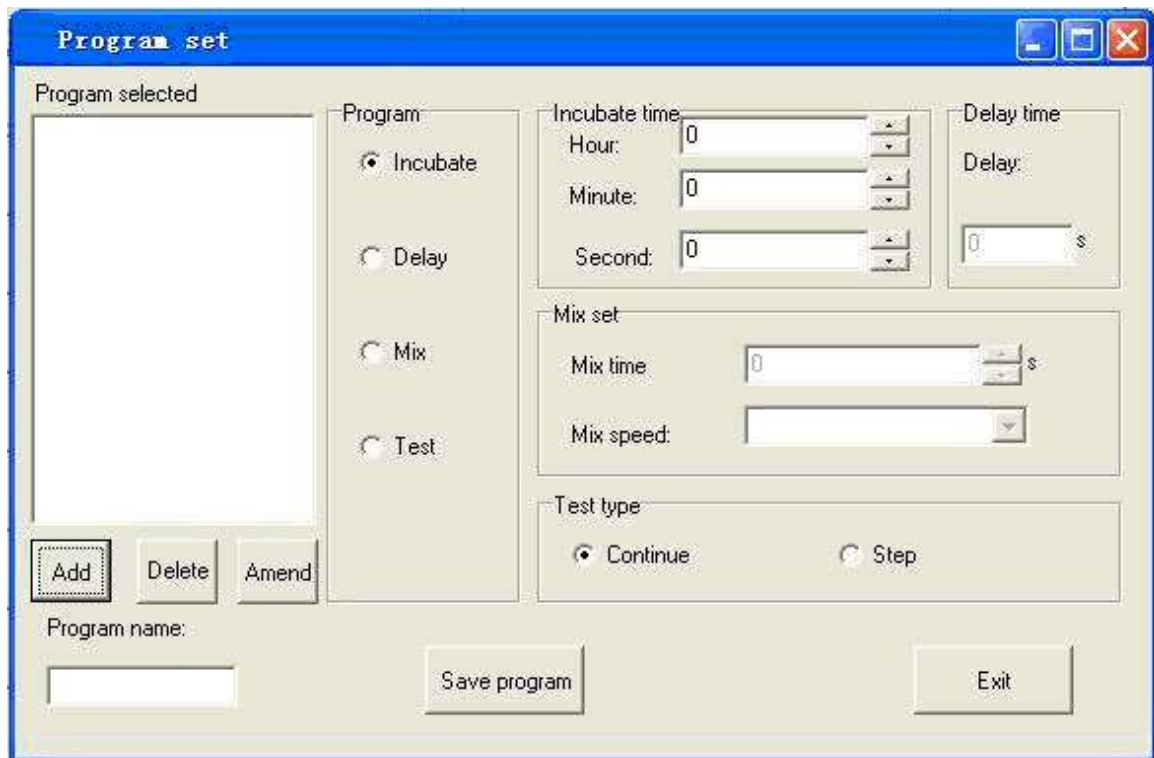 Program set
Program selected
Program
Incubate
Delay
Mix
Test
Incubate time
Hour: 0
Minute: 0
Second: 0
Delay time
Delay:
0 s
Mix set
Mix time 0 s
Mix speed:
Test type
Continue Step
Add Delete Amend
Program name:
Save program Exit